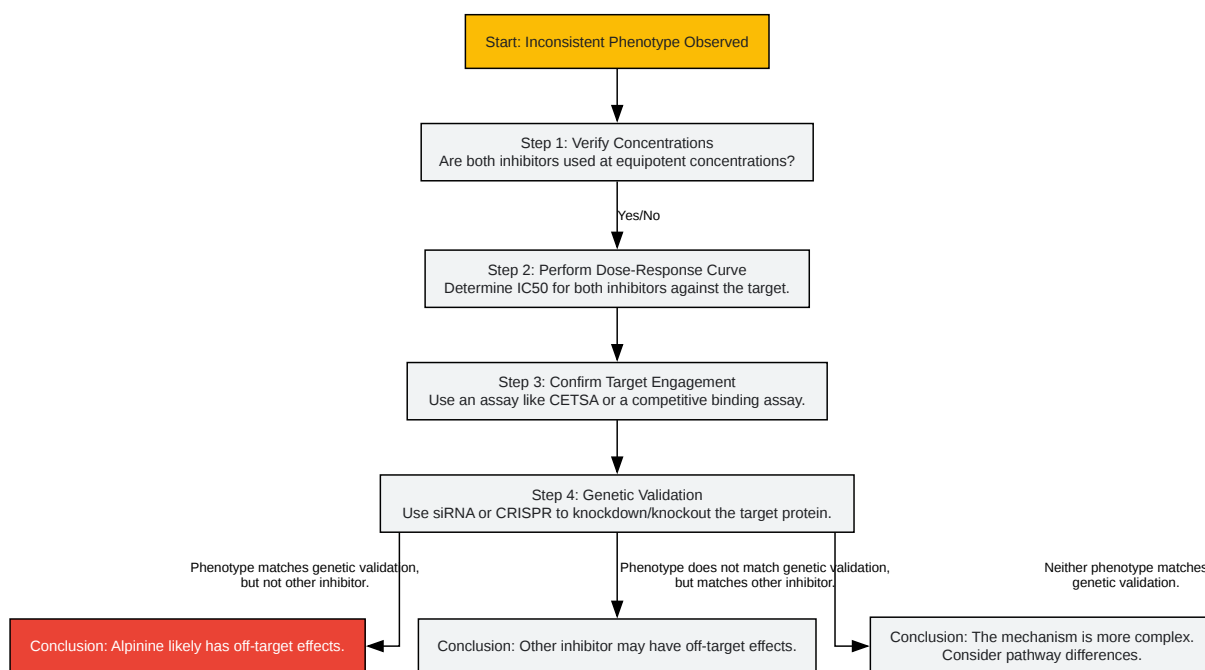 Start: Inconsistent Phenotype Observed
Step 1: Verify Concentrations
Are both inhibitors used at equipotent concentrations?
Yes/No
Step 2: Perform Dose-Response Curve
Determine IC50 for both inhibitors against the target.
Step 3: Confirm Target Engagement
Use an assay like CETSA or a competitive binding assay.
Step 4: Genetic Validation
Use siRNA or CRISPR to knockdown/knockout the target protein.
Phenotype matches genetic validation,
but not other inhibitor.
Phenotype does not match genetic validation,
but matches other inhibitor.
Neither phenotype matches
genetic validation.
Conclusion: Alpinine likely has off-target effects.
Conclusion: Other inhibitor may have off-target effects.
Conclusion: The mechanism is more complex.
Consider pathway differences.